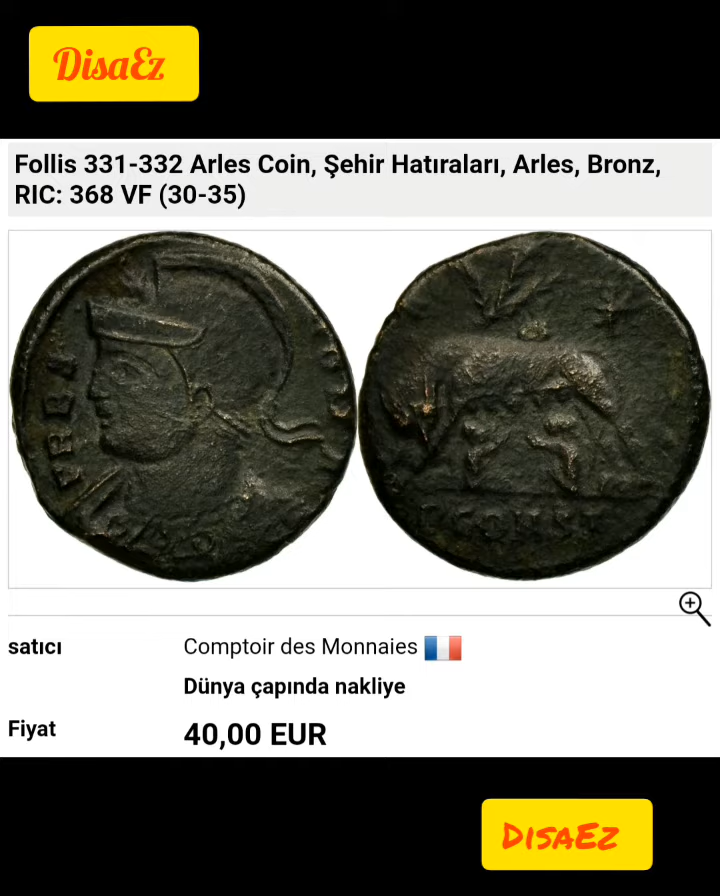 DisaEz
Follis 331-332 Arles Coin, Şehir Hatıraları, Arles, Bronz,
RIC: 368 VF (30-35)
VRBS
PCONST
satıcı
Comptoir des Monnaies
Dünya çapında nakliye
Fiyat
40,00 EUR
DISAEZ